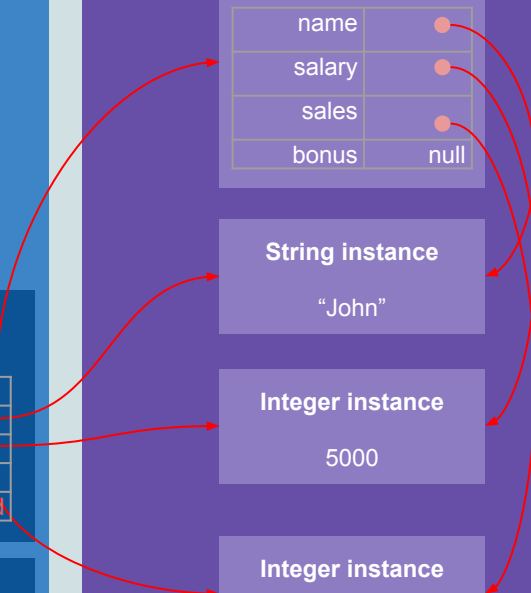 name
salary
sales
bonus null
String instance
“John”
Integer instance
5000
Integer instance